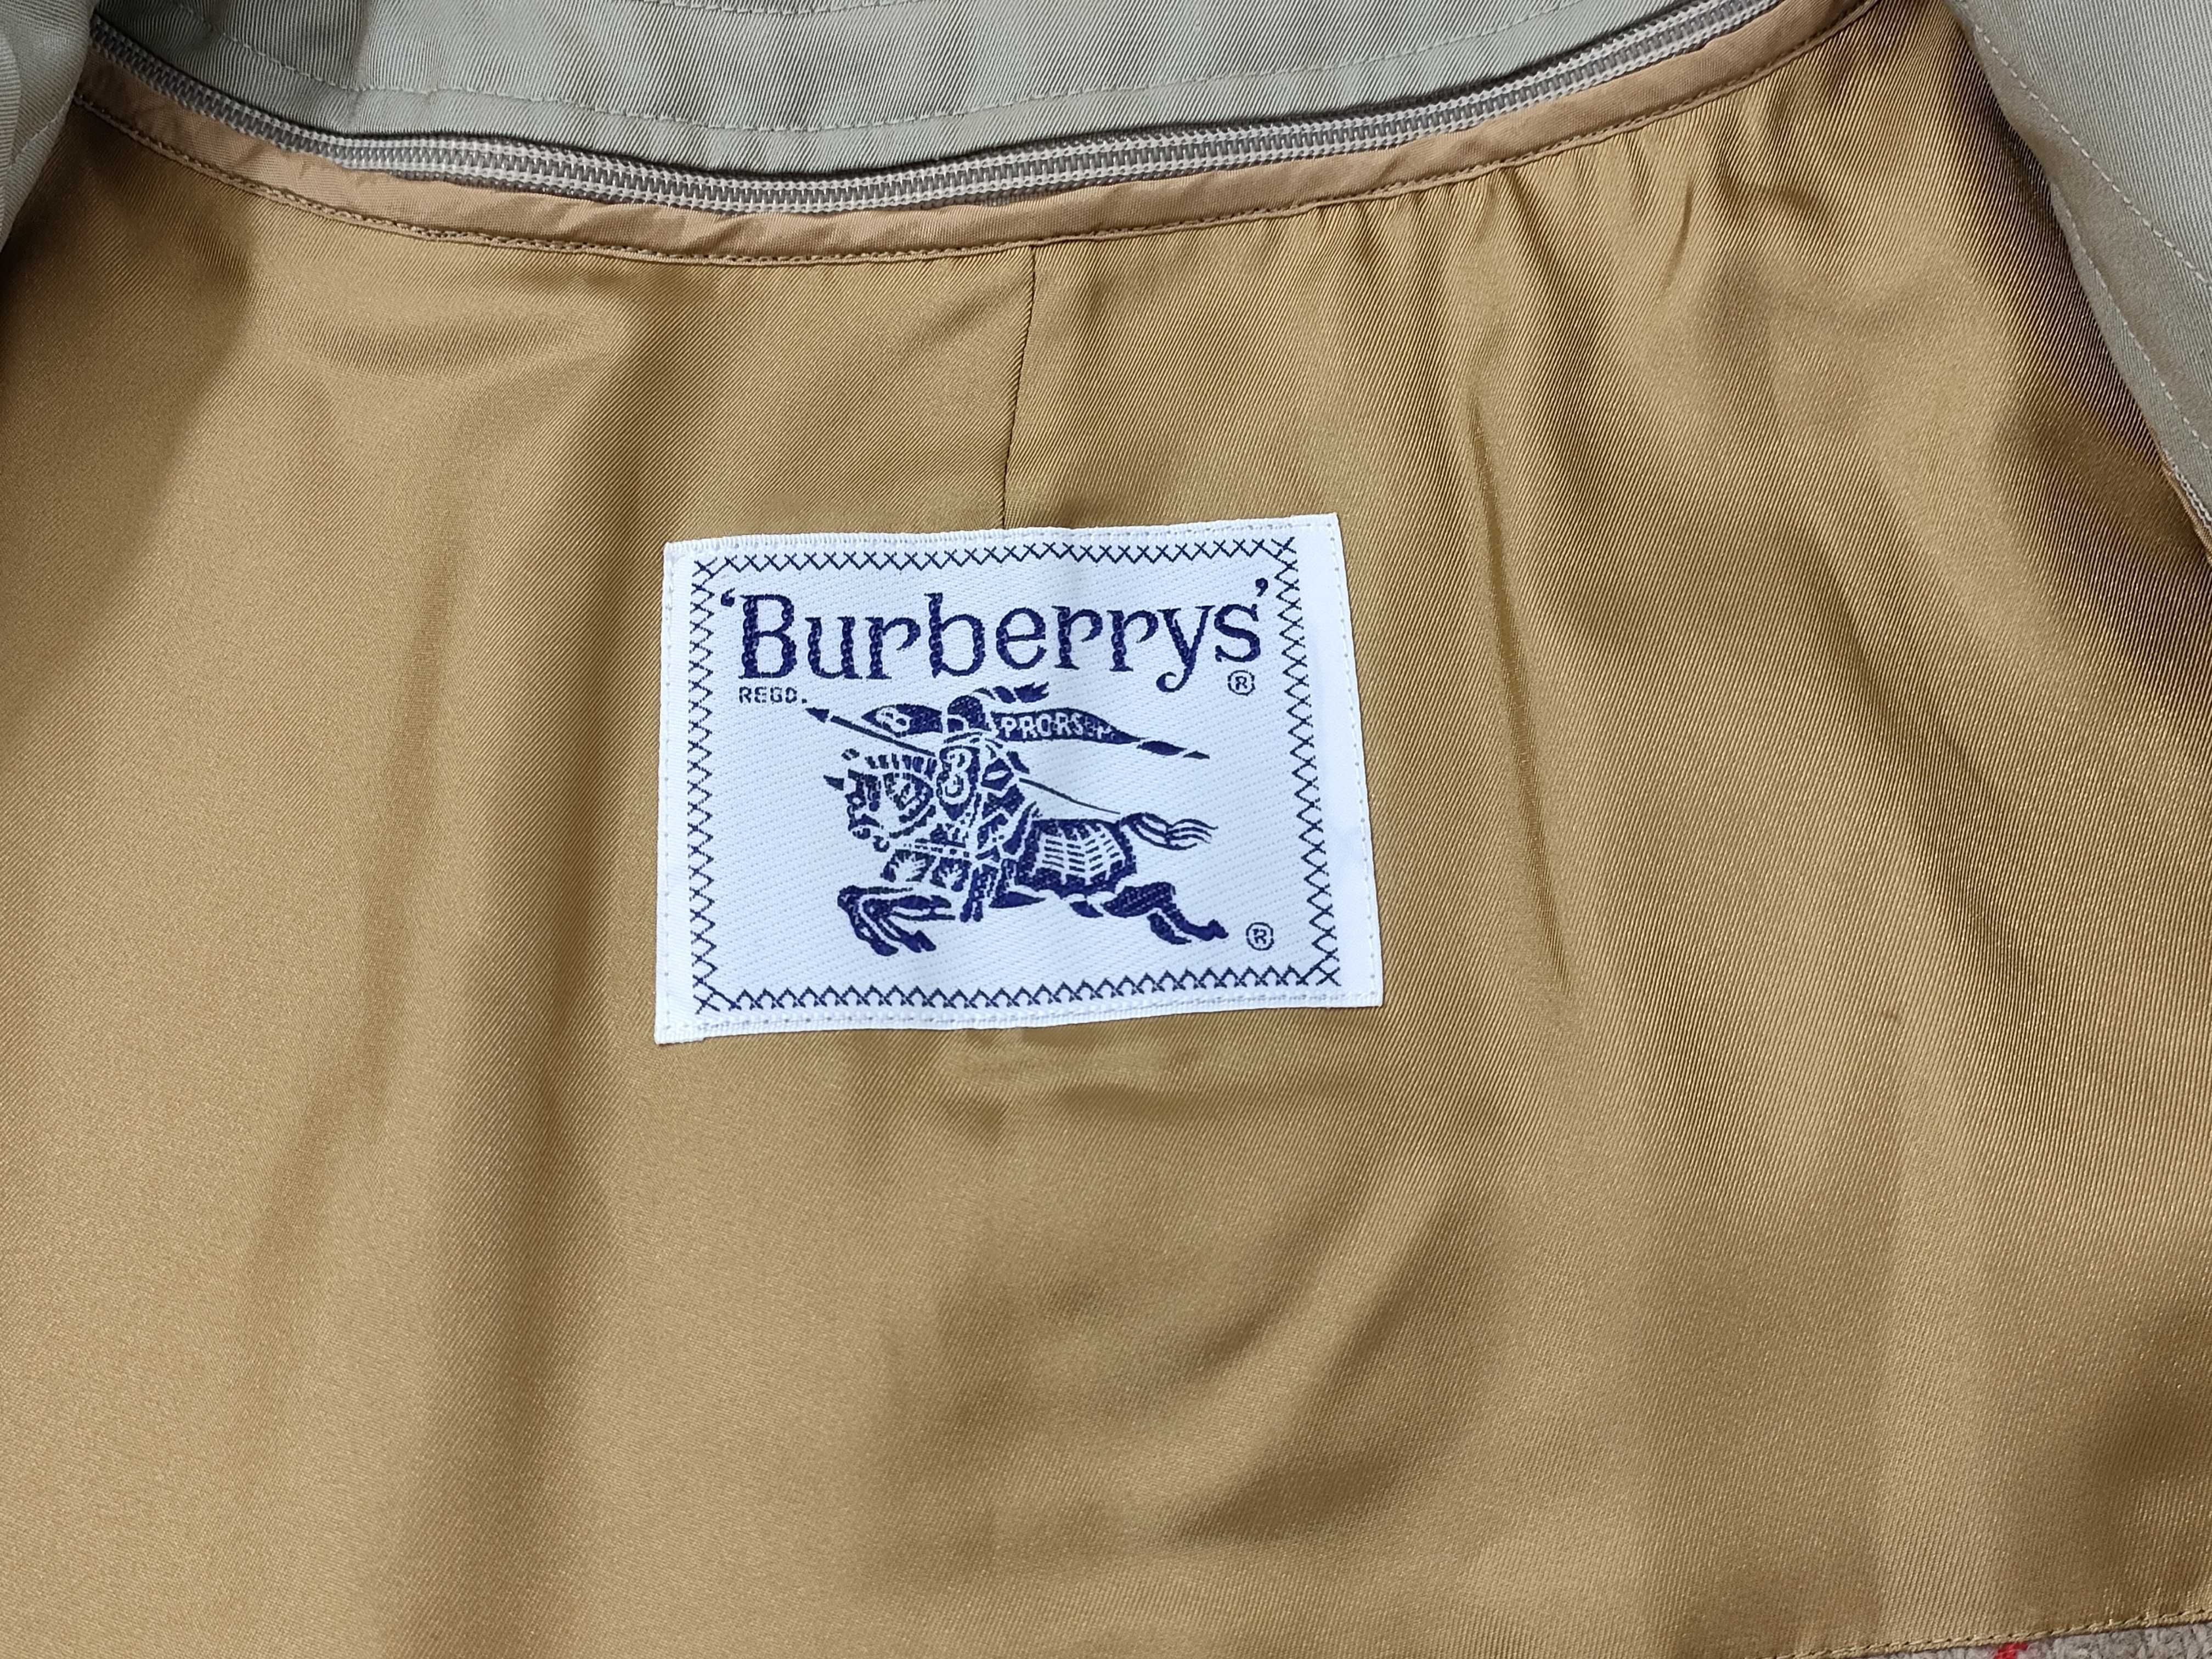 'Burberrys'
REGD. ®
B PRORSUM
B
®